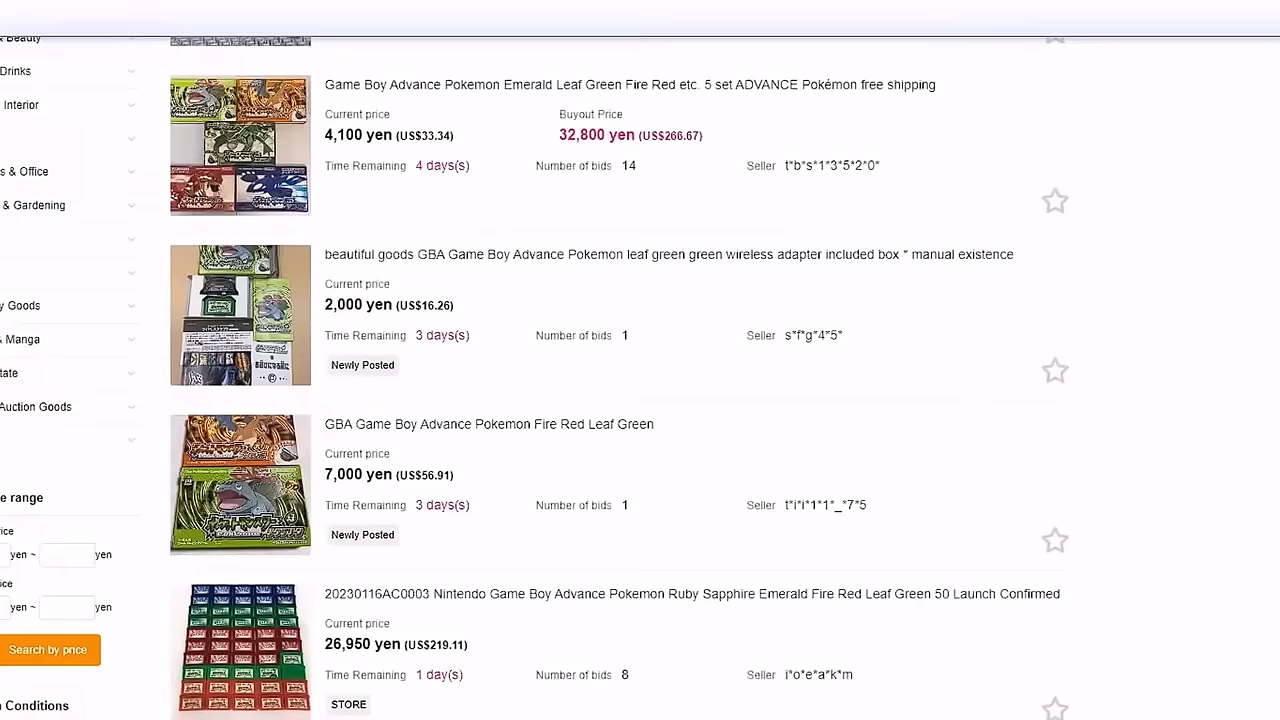 & Beauty
Drinks
Interior
s & Office
& Gardening
y Goods
& Manga
tate
Auction Goods
e range
rice
yen ~ yen
ice
yen ~ yen
Search by price
n Conditions
Game Boy Advance Pokemon Emerald Leaf Green Fire Red etc. 5 set ADVANCE Pokémon free shipping
Current price Buyout Price
4,100 yen (US$33.34) 32,800 yen (US$266.67)
Time Remaining 4 days(s) Number of bids 14 Seller t*b*s*1*3*5*2*0*
beautiful goods GBA Game Boy Advance Pokemon leaf green green wireless adapter included box * manual existence
Current price
2,000 yen (US$16.26)
Time Remaining 3 days(s) Number of bids 1 Seller s*f*g*4*5*
Newly Posted
GBA Game Boy Advance Pokemon Fire Red Leaf Green
Current price
7,000 yen (US$56.91)
Time Remaining 3 days(s) Number of bids 1 Seller t*i*i*1*1*_*7*5
Newly Posted
20230116AC0003 Nintendo Game Boy Advance Pokemon Ruby Sapphire Emerald Fire Red Leaf Green 50 Launch Confirmed
Current price
26,950 yen (US$219.11)
Time Remaining 1 day(s) Number of bids 8 Seller i*o*e*a*k*m
STORE